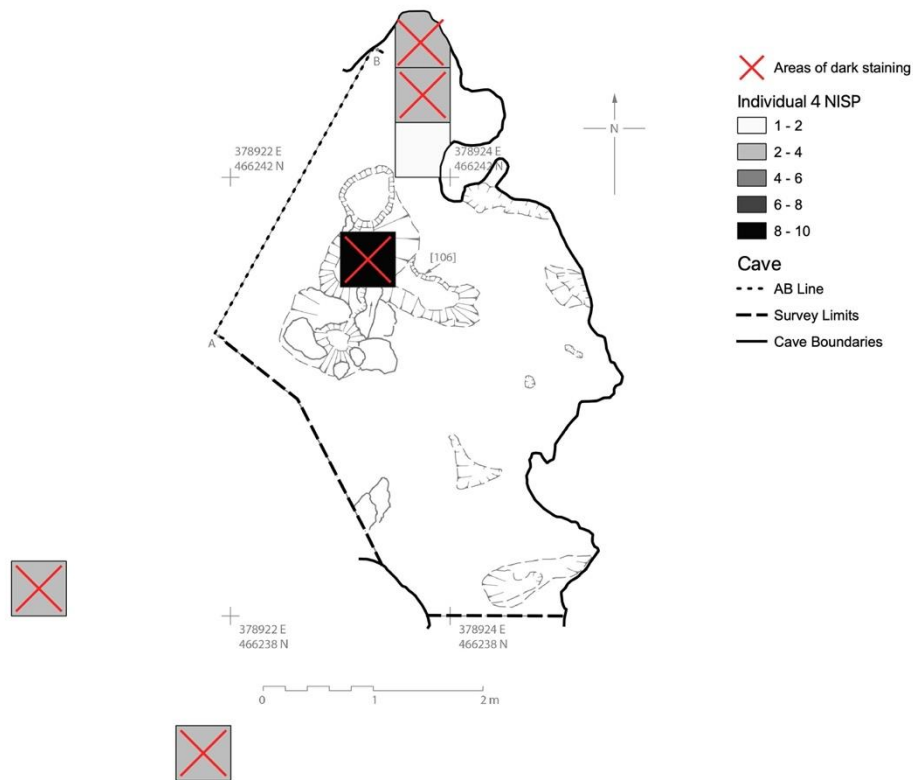 B
378922 E
466242 N
378924 E
466242 N
N
[106]
A
378922 E
466238 N
378924 E
466238 N
0 1 2 m
Areas of dark staining
Individual 4 NISP
1 - 2
2 - 4
4 - 6
6 - 8
8 - 10
Cave
AB Line
Survey Limits
Cave Boundaries